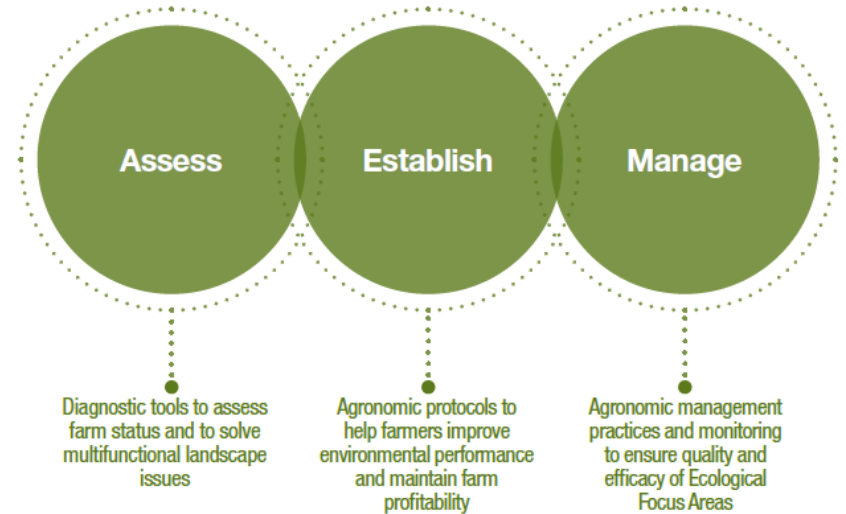 Assess
Establish
Manage
Diagnostic tools to assess
farm status and to solve
multifunctional landscape
issues
Agronomic protocols to
help farmers improve
environmental performance
and maintain farm
profitability
Agronomic management
practices and monitoring
to ensure quality and
efficacy of Ecological
Focus Areas